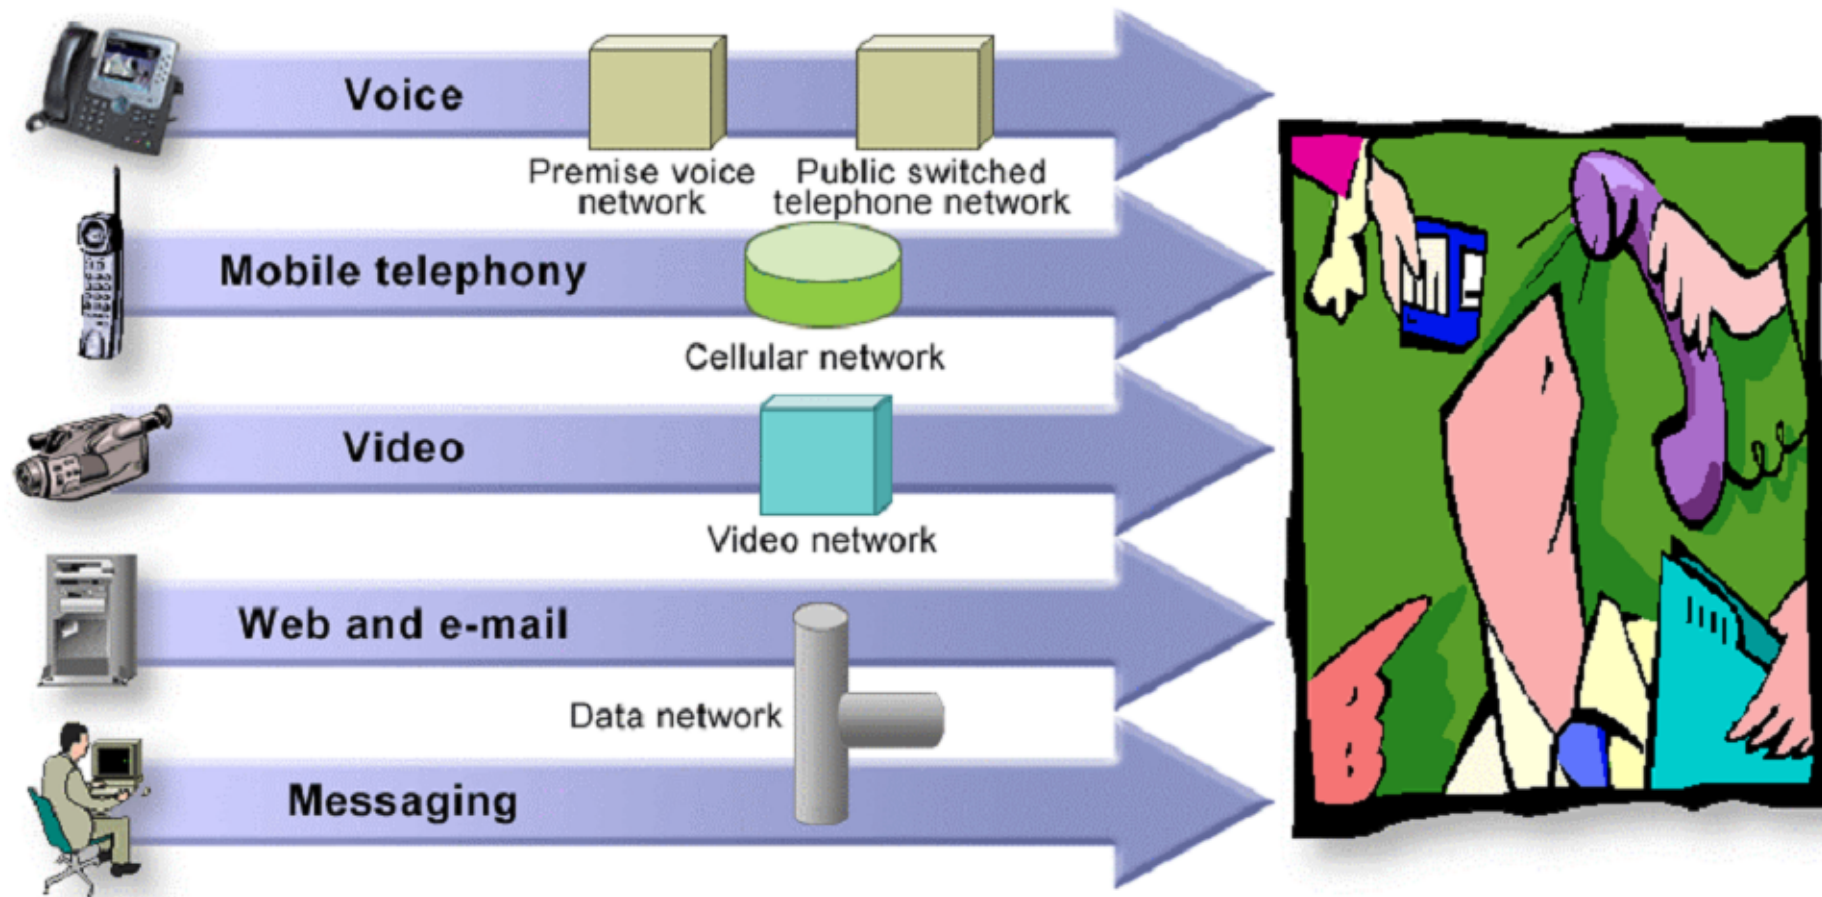 Voice
Premise voice
network
Public switched
telephone network
Mobile telephony
Cellular network
Video
Video network
Web and e-mail
Data network
Messaging